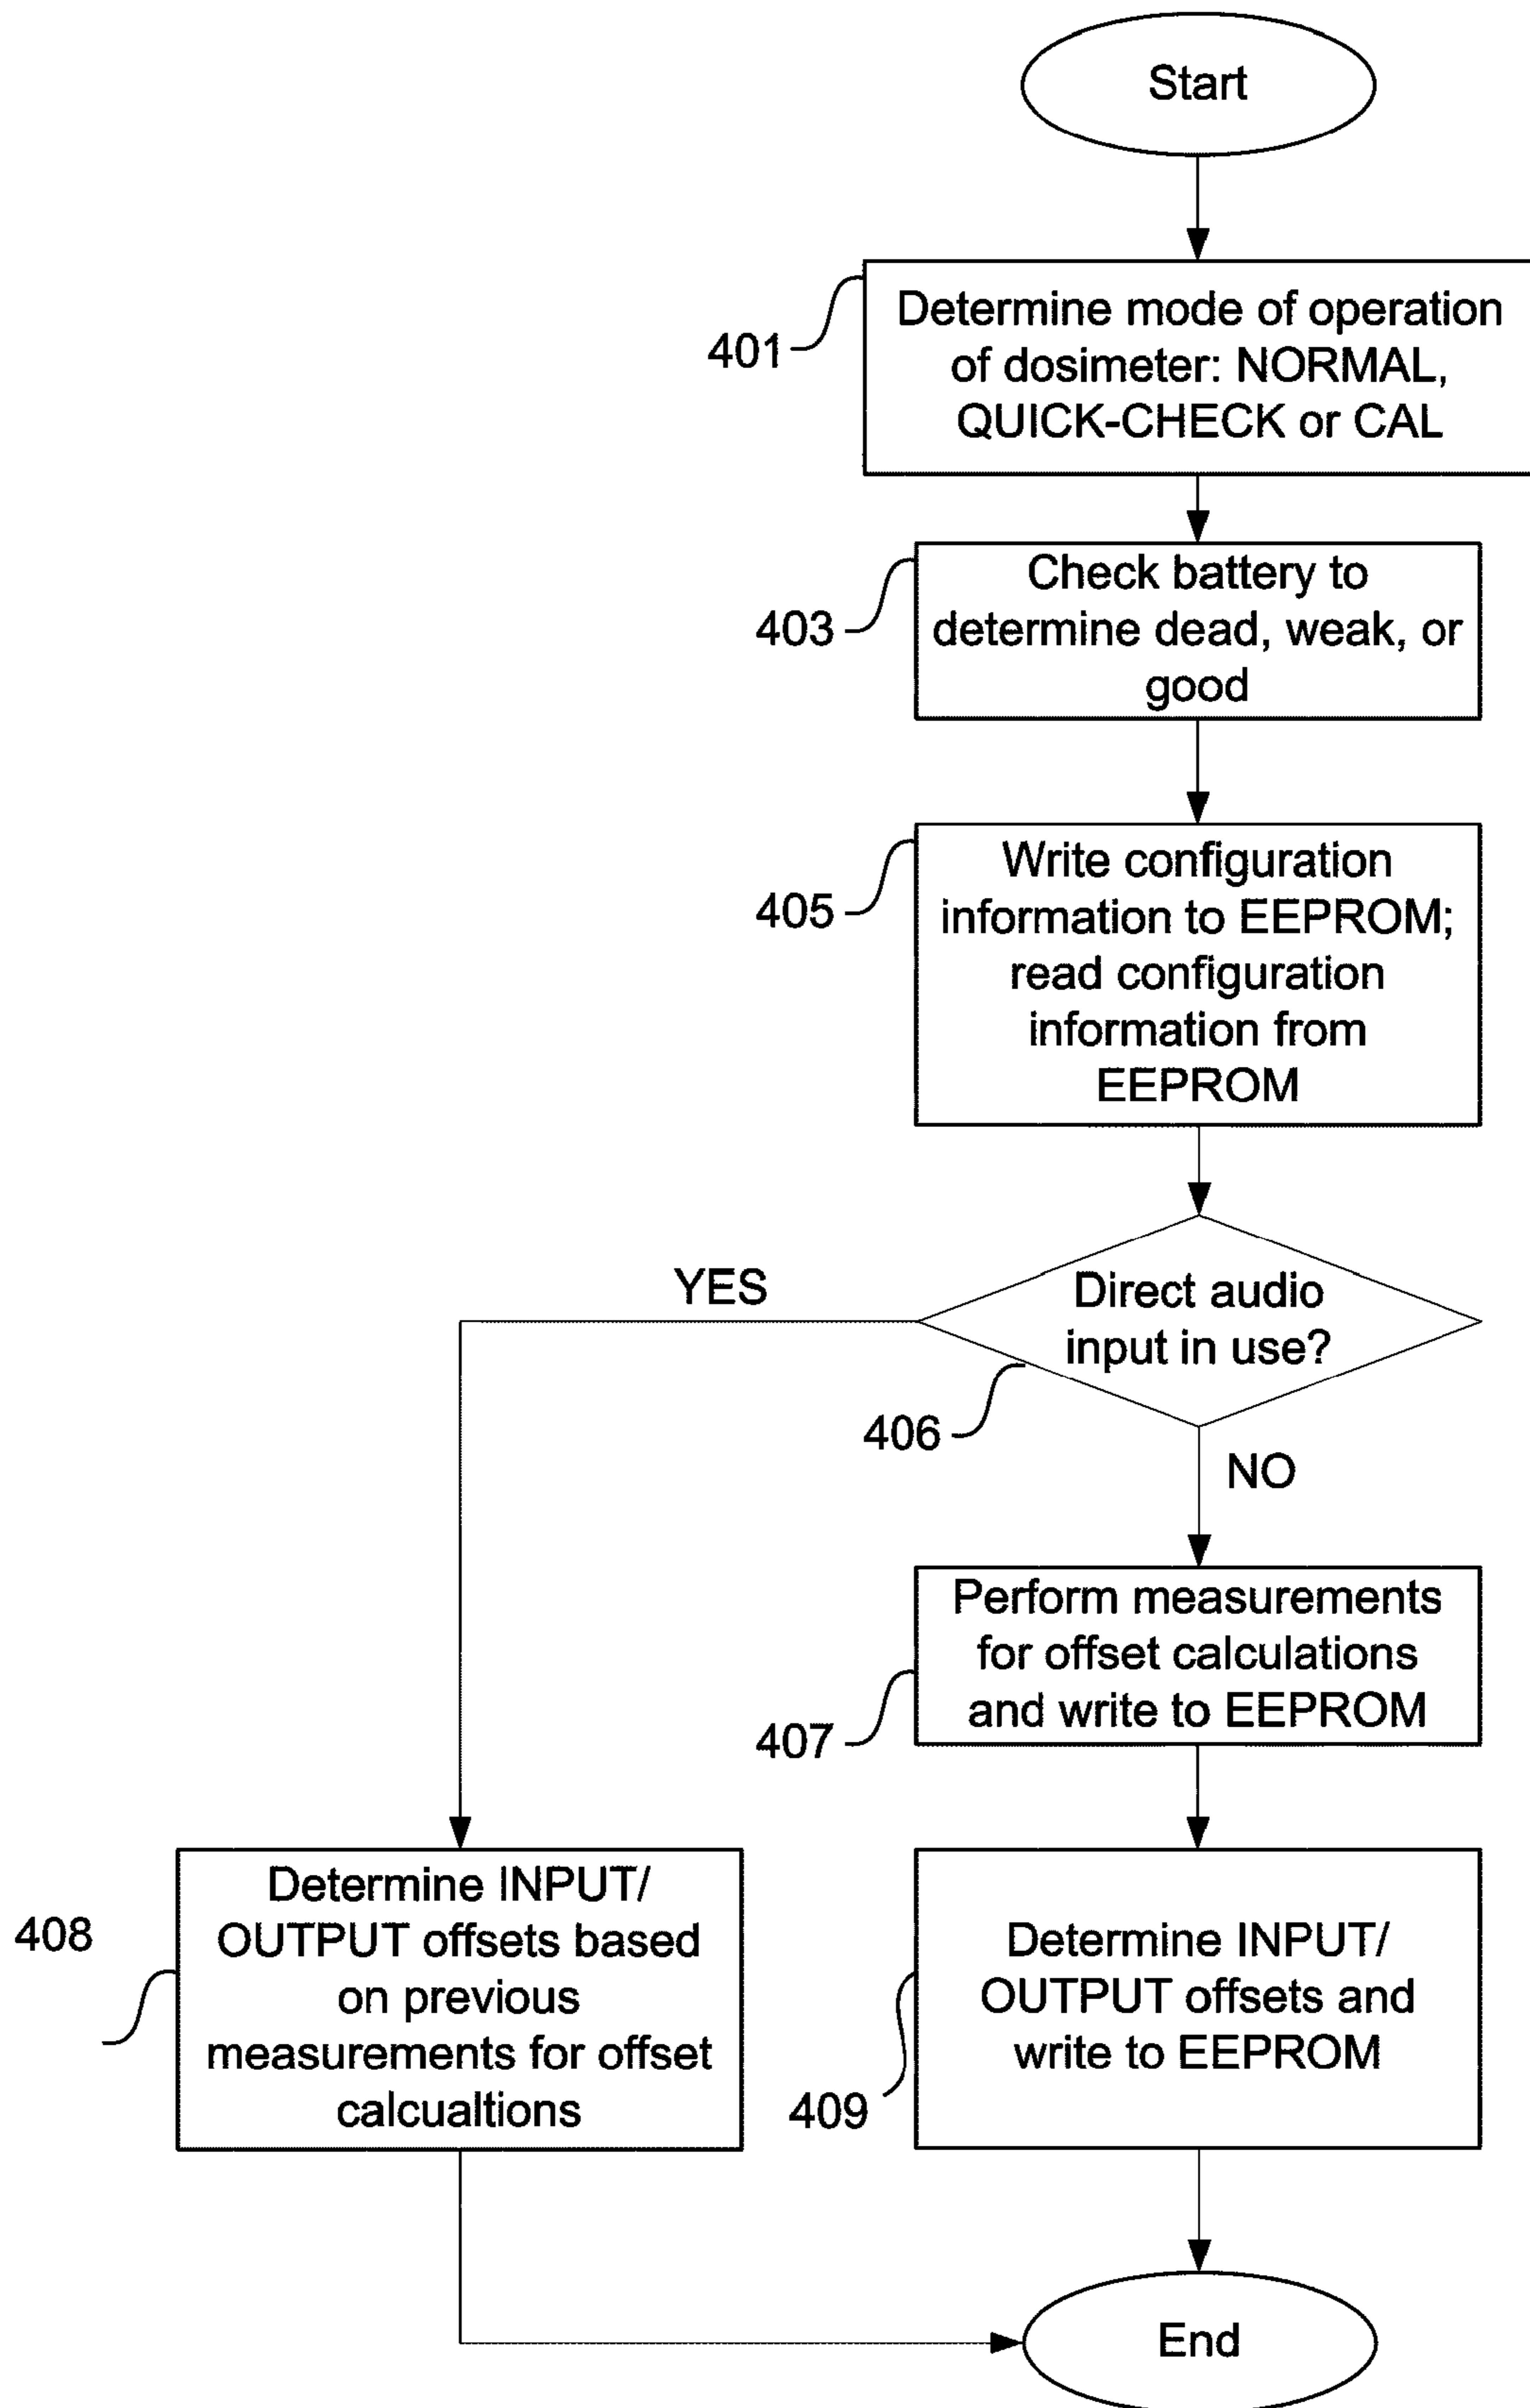 Start
401
Determine mode of operation
of dosimeter: NORMAL,
QUICK-CHECK or CAL
403
Check battery to
determine dead, weak, or
good
405
Write configuration
information to EEPROM;
read configuration
information from
EEPROM
YES
Direct audio
input in use?
406
NO
407
Perform measurements
for offset calculations
and write to EEPROM
408
Determine INPUT/
OUTPUT offsets based
on previous
measurements for offset
calcualtions
409
Determine INPUT/
OUTPUT offsets and
write to EEPROM
End